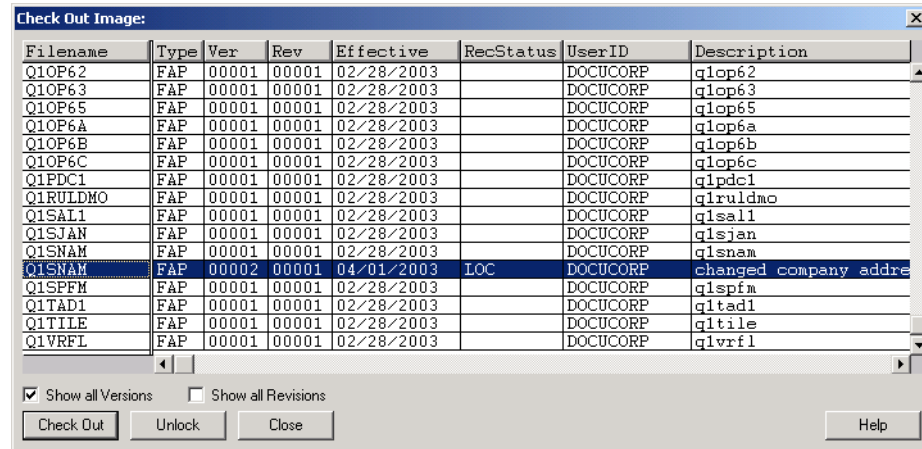 Check Out Image:
Filename Type Ver Rev Effective RecStatus UserID Description
Q1OP62 FAP 00001 00001 02/28/2003 DOCUCORP q1op62
Q1OP63 FAP 00001 00001 02/28/2003 DOCUCORP q1op63
Q1OP65 FAP 00001 00001 02/28/2003 DOCUCORP q1op65
Q1OP6A FAP 00001 00001 02/28/2003 DOCUCORP q1op6a
Q1OP6B FAP 00001 00001 02/28/2003 DOCUCORP q1op6b
Q1OP6C FAP 00001 00001 02/28/2003 DOCUCORP q1op6c
Q1PDC1 FAP 00001 00001 02/28/2003 DOCUCORP q1pdc1
Q1RULDMO FAP 00001 00001 02/28/2003 DOCUCORP q1ruldmo
Q1SAL1 FAP 00001 00001 02/28/2003 DOCUCORP q1sal1
Q1SJAN FAP 00001 00001 02/28/2003 DOCUCORP q1sjan
Q1SNAM FAP 00001 00001 02/28/2003 DOCUCORP q1snam
Q1SNAM FAP 00002 00001 04/01/2003 LOC DOCUCORP changed company addre
Q1SPFM FAP 00001 00001 02/28/2003 DOCUCORP q1spfm
Q1TAD1 FAP 00001 00001 02/28/2003 DOCUCORP q1tad1
Q1TILE FAP 00001 00001 02/28/2003 DOCUCORP q1tile
Q1VRFL FAP 00001 00001 02/28/2003 DOCUCORP q1vrfl
Show all Versions Show all Revisions
Check Out Unlock Close Help